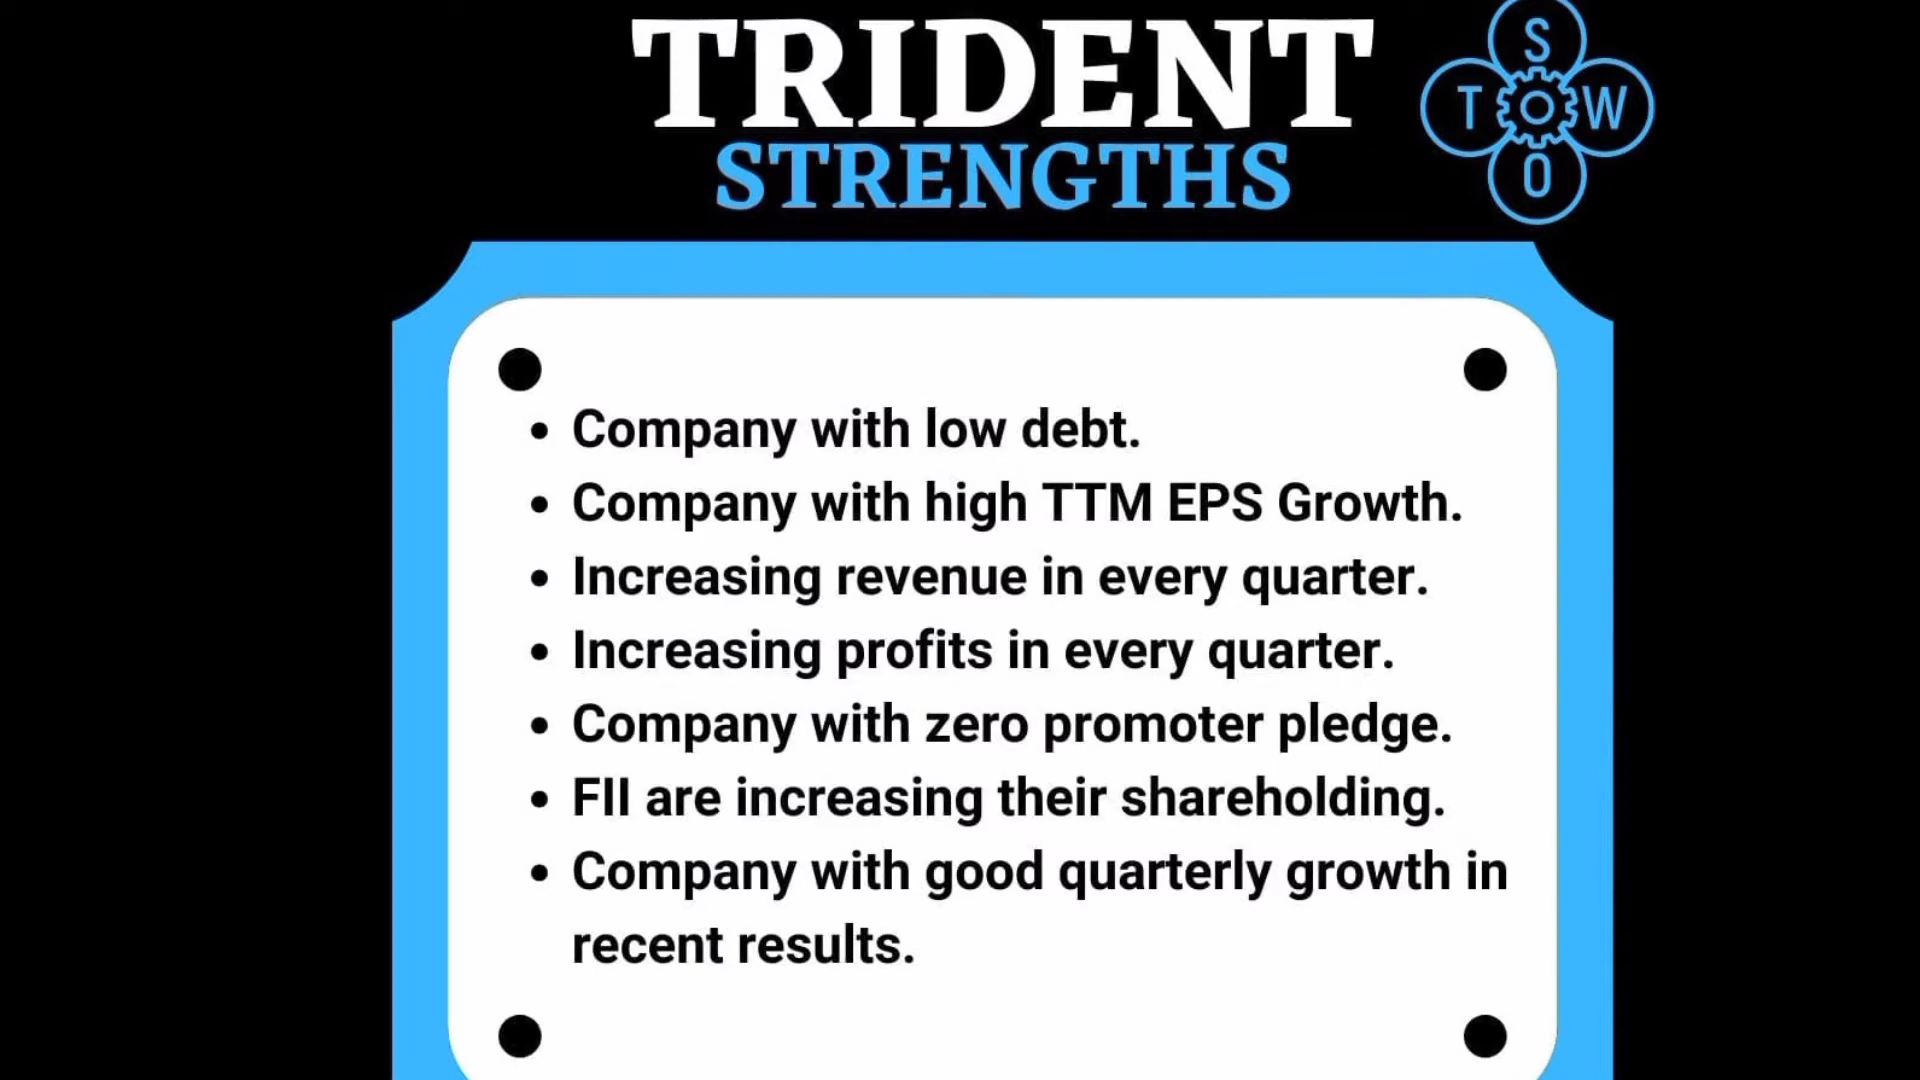 TRIDENT
STRENGTHS
S
T W
O
• Company with low debt.
• Company with high TTM EPS Growth.
• Increasing revenue in every quarter.
• Increasing profits in every quarter.
• Company with zero promoter pledge.
• FII are increasing their shareholding.
• Company with good quarterly growth in
recent results.